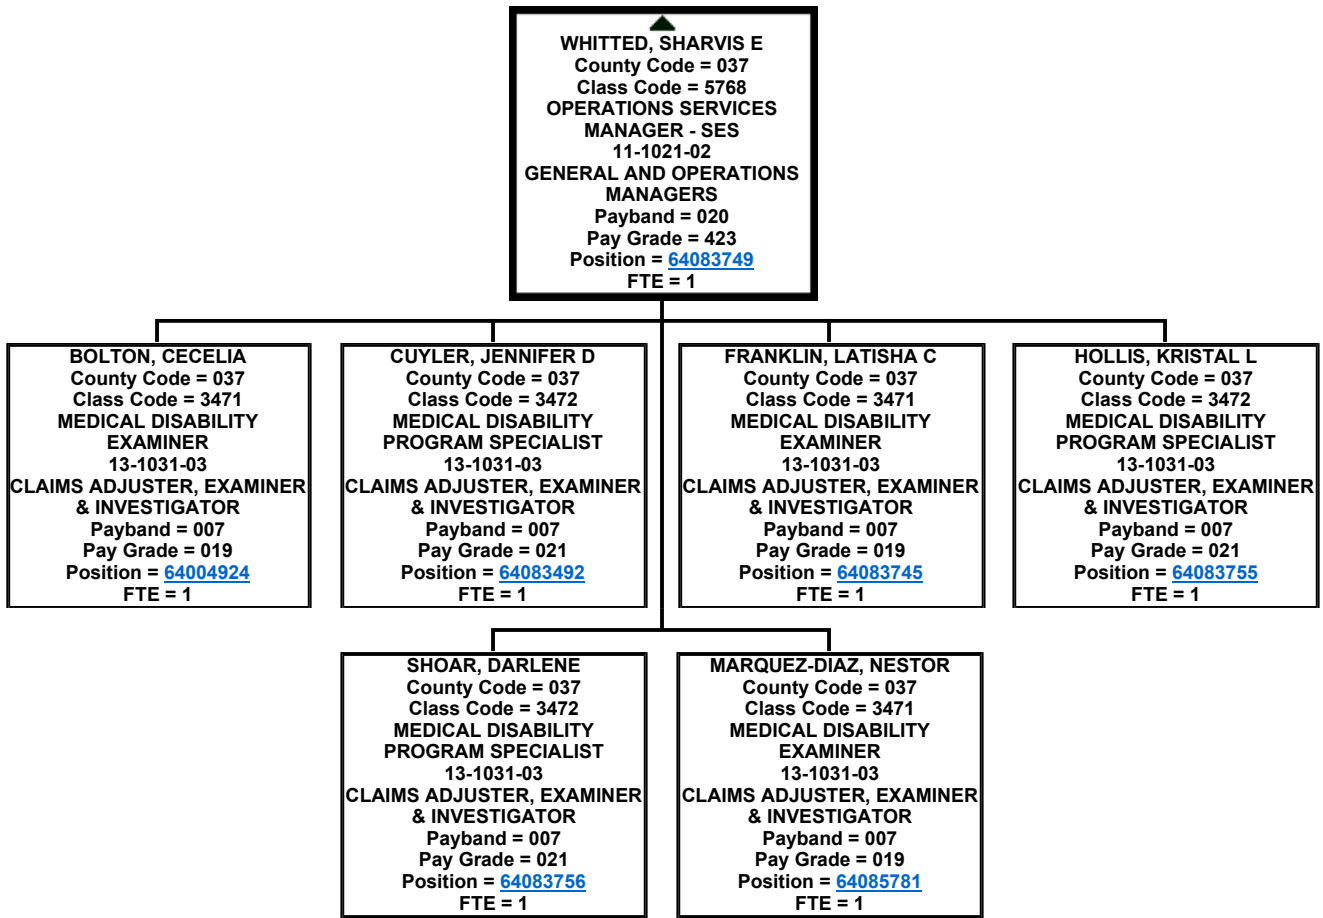 WHITTED, SHARVIS E
County Code = 037
Class Code = 5768
OPERATIONS SERVICES
MANAGER - SES
11-1021-02
GENERAL AND OPERATIONS
MANAGERS
Payband = 020
Pay Grade = 423
Position = 64083749
FTE = 1
BOLTON, CECELIA
County Code = 037
Class Code = 3471
MEDICAL DISABILITY
EXAMINER
13-1031-03
CLAIMS ADJUSTER, EXAMINER
& INVESTIGATOR
Payband = 007
Pay Grade = 019
Position = 64004924
FTE = 1
CUYLER, JENNIFER D
County Code = 037
Class Code = 3472
MEDICAL DISABILITY
PROGRAM SPECIALIST
13-1031-03
CLAIMS ADJUSTER, EXAMINER
& INVESTIGATOR
Payband = 007
Pay Grade = 021
Position = 64083492
FTE = 1
FRANKLIN, LATISHA C
County Code = 037
Class Code = 3471
MEDICAL DISABILITY
EXAMINER
13-1031-03
CLAIMS ADJUSTER, EXAMINER
& INVESTIGATOR
Payband = 007
Pay Grade = 019
Position = 64083745
FTE = 1
HOLLIS, KRISTAL L
County Code = 037
Class Code = 3472
MEDICAL DISABILITY
PROGRAM SPECIALIST
13-1031-03
CLAIMS ADJUSTER, EXAMINER
& INVESTIGATOR
Payband = 007
Pay Grade = 021
Position = 64083755
FTE = 1
SHOAR, DARLENE
County Code = 037
Class Code = 3472
MEDICAL DISABILITY
PROGRAM SPECIALIST
13-1031-03
CLAIMS ADJUSTER, EXAMINER
& INVESTIGATOR
Payband = 007
Pay Grade = 021
Position = 64083756
FTE = 1
MARQUEZ-DIAZ, NESTOR
County Code = 037
Class Code = 3471
MEDICAL DISABILITY
EXAMINER
13-1031-03
CLAIMS ADJUSTER, EXAMINER
& INVESTIGATOR
Payband = 007
Pay Grade = 019
Position = 64085781
FTE = 1